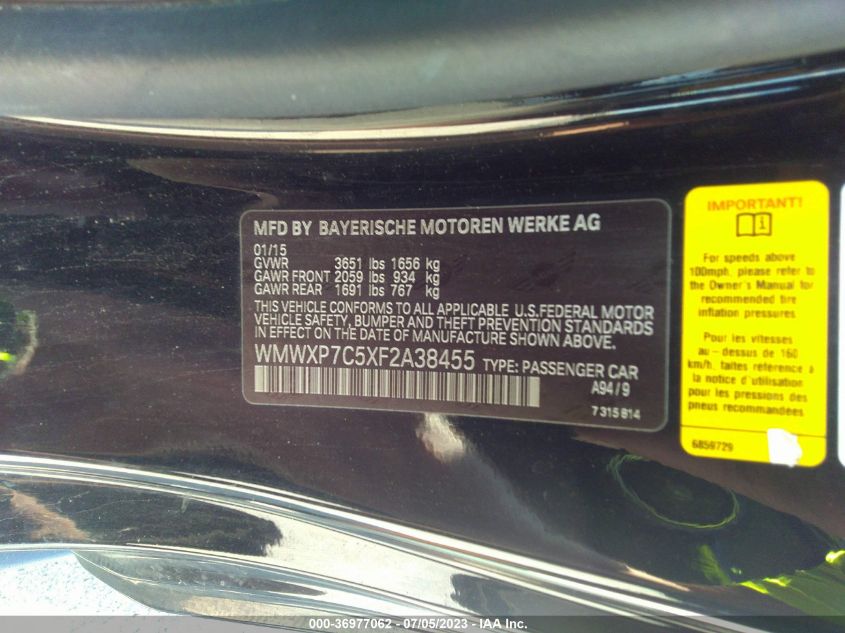 MFD BY BAYERISCHE MOTOREN WERKE AG
01/15
GVWR 3651 lbs 1656 kg
GAWR FRONT 2059 lbs 934 kg
GAWR REAR 1691 lbs 767 kg
THIS VEHICLE CONFORMS TO ALL APPLICABLE U.S.FEDERAL MOTOR
VEHICLE SAFETY, BUMPER AND THEFT PREVENTION STANDARDS
IN EFFECT ON THE DATE OF MANUFACTURE SHOWN ABOVE.
WMWXP7C5XF2A38455 TYPE: PASSENGER CAR
A94/9
7 315 814
IMPORTANT!
i
For speeds above
100mph, please refer to
the Owner's Manual for
recommended tire
inflation pressures
Pour les vitesses
au-dessus de 160
km/h, faites référence à
la notice d'utilisation
pour les pressions des
pneus recommandées
6859729
000-36977062 - 07/05/2023 - IAA Inc.